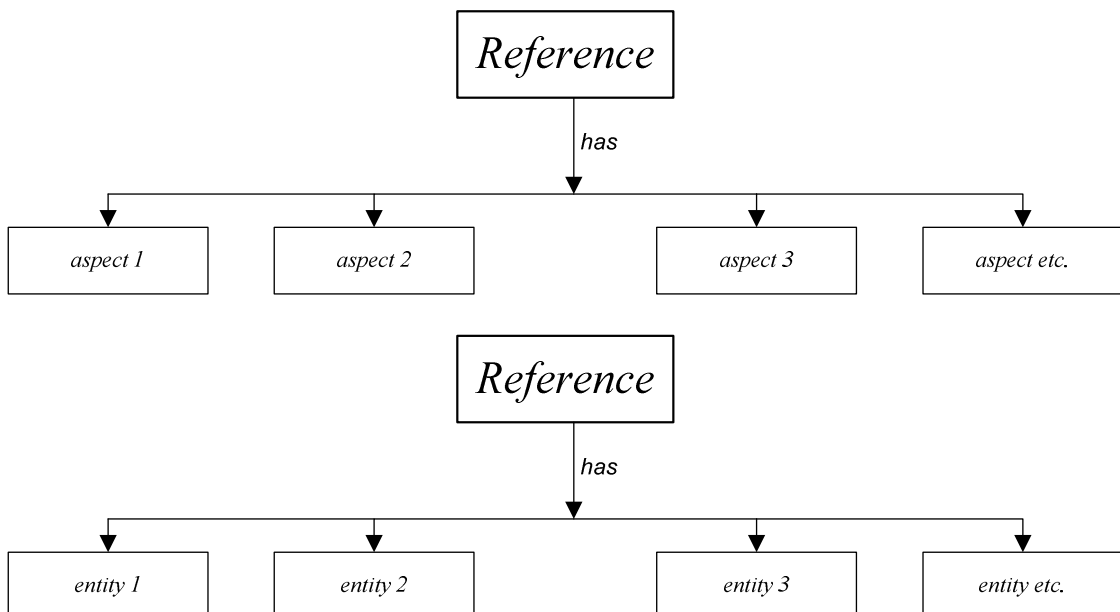 Reference
has
aspect 1
aspect 2
aspect 3
aspect etc.
Reference
has
entity 1
entity 2
entity 3
entity etc.